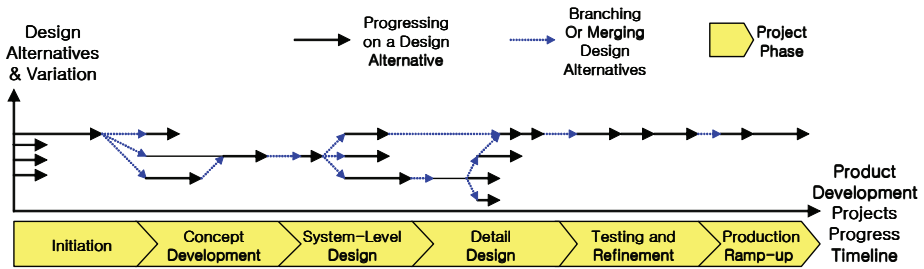 Design
Alternatives
& Variation
Progressing
on a Design
Alternative
Branching
Or Merging
Design
Alternatives
Project
Phase
Product
Development
Projects
Progress
Timeline
Initiation
Concept
Development
System-Level
Design
Detail
Design
Testing and
Refinement
Production
Ramp-up